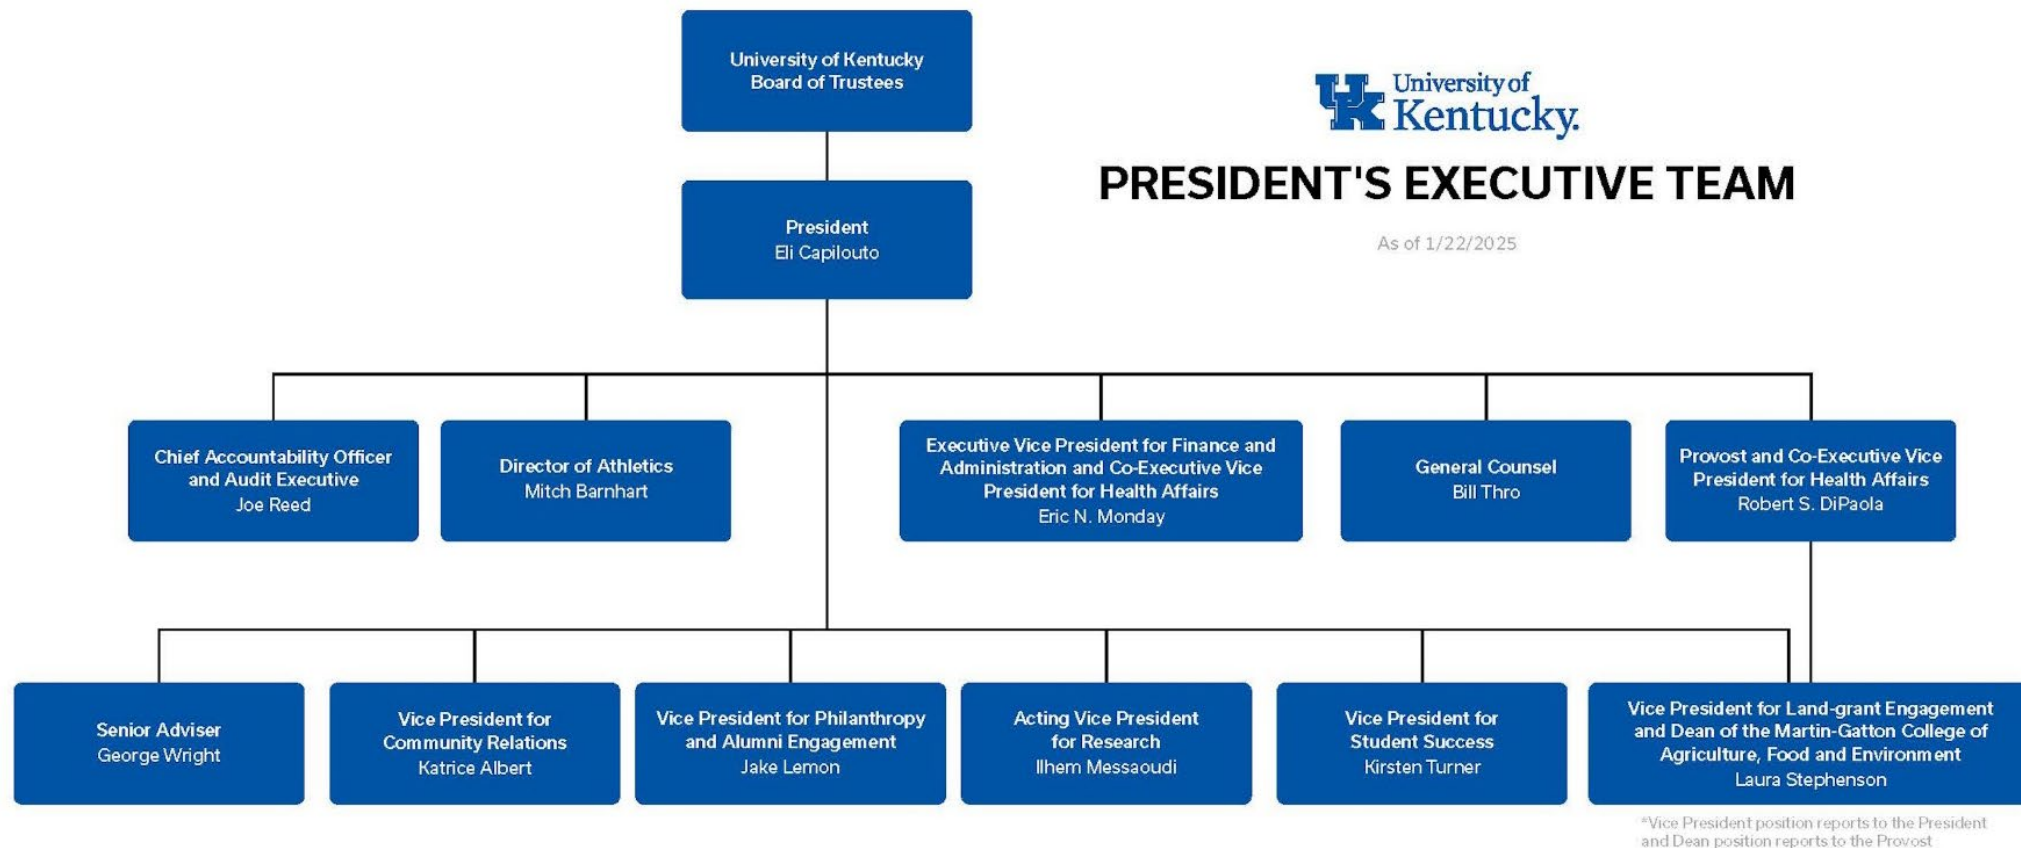 University of Kentucky
Board of Trustees
University of
Kentucky.
PRESIDENT'S EXECUTIVE TEAM
As of 1/22/2025
President
Eli Capilouto
Chief Accountability Officer
and Audit Executive
Joe Reed
Director of Athletics
Mitch Barnhart
Executive Vice President for Finance and
Administration and Co-Executive Vice
President for Health Affairs
Eric N. Monday
General Counsel
Bill Thro
Provost and Co-Executive Vice
President for Health Affairs
Robert S. DiPaola
Senior Adviser
George Wright
Vice President for
Community Relations
Katrice Albert
Vice President for Philanthropy
and Alumni Engagement
Jake Lemon
Acting Vice President
for Research
Ilhem Messaoudi
Vice President for
Student Success
Kirsten Turner
Vice President for Land-grant Engagement
and Dean of the Martin-Gatton College of
Agriculture, Food and Environment
Laura Stephenson
*Vice President position reports to the President
and Dean position reports to the Provost